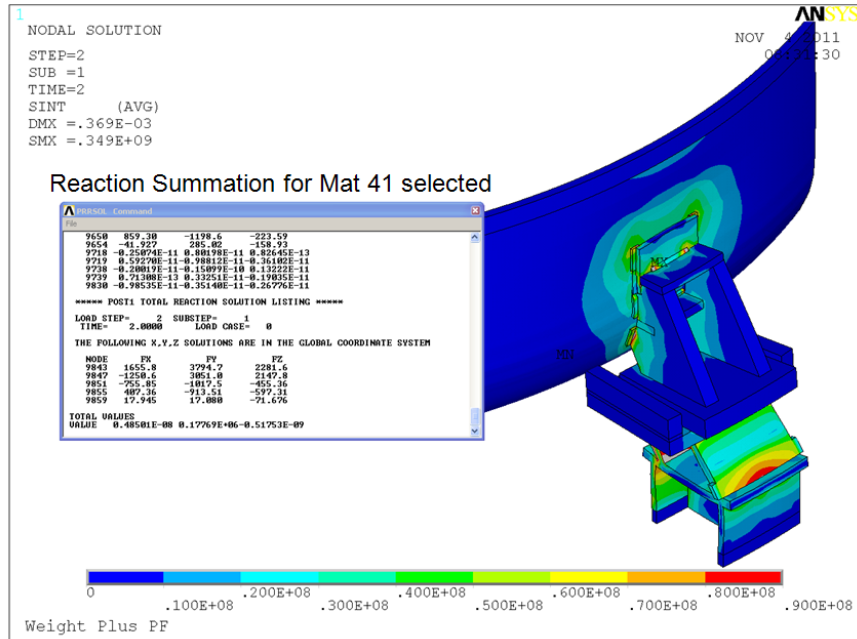 1
ANSYS
NODAL SOLUTION
NOV 4 2011
STEP=2
SUB =1
TIME=2
SINT (AVG)
DMX =.369E-03
SMX =.349E+09
Reaction Summation for Mat 41 selected
PRRSOL Command
File
9650 859.30 -1198.6 -223.59
9654 -41.927 285.02 -158.93
9718 -0.25074E-11 0.80198E-11 0.82645E-13
9719 0.59270E-11-0.98812E-11-0.36102E-11
9738 -0.20019E-11-0.15099E-10 0.13222E-11
9739 0.71308E-13 0.33251E-11-0.19035E-11
9830 -0.98535E-11-0.35140E-11-0.26776E-11
***** POST1 TOTAL REACTION SOLUTION LISTING *****
LOAD STEP= 2 SUBSTEP= 1
TIME= 2.0000 LOAD CASE= 0
THE FOLLOWING X,Y,Z SOLUTIONS ARE IN THE GLOBAL COORDINATE SYSTEM
NODE FX FY FZ
9843 1655.8 3794.7 2281.6
9847 -1250.6 3051.0 2147.8
9851 -755.85 -1017.5 -455.36
9855 407.36 -913.51 -597.31
9859 17.945 17.080 -71.676
TOTAL VALUES
VALUE 0.48501E-08 0.17769E+06-0.51753E-09
MX
MN
0 .200E+08 .400E+08 .600E+08 .800E+08
.100E+08 .300E+08 .500E+08 .700E+08 .900E+08
Weight Plus PF